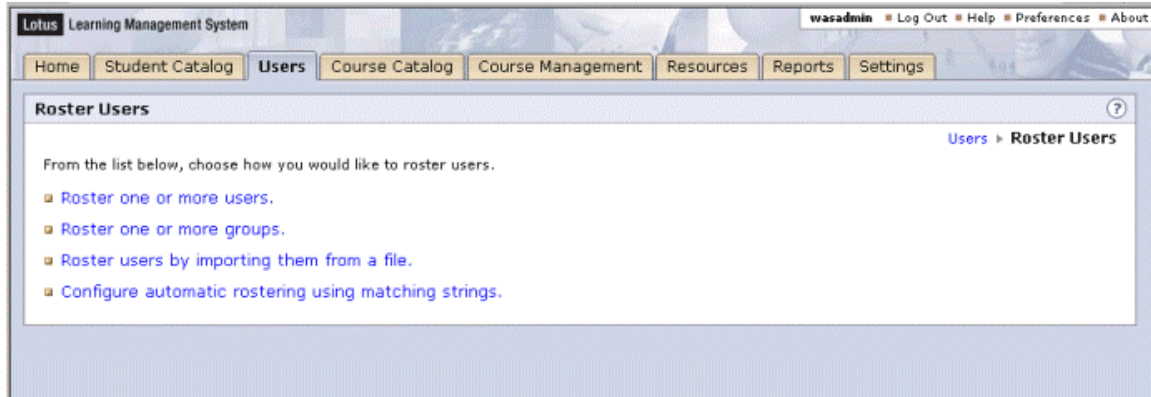 Lotus Learning Management System
wasadmin Log Out Help Preferences About
Home Student Catalog Users Course Catalog Course Management Resources Reports Settings
Roster Users ?
Users Roster Users
From the list below, choose how you would like to roster users.
Roster one or more users.
Roster one or more groups.
Roster users by importing them from a file.
Configure automatic rostering using matching strings.